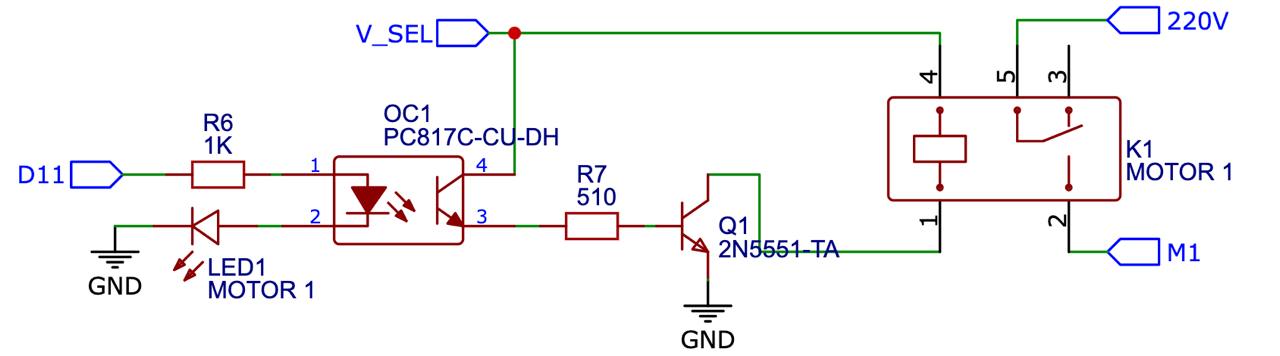 V_SEL
220V
4
5
3
OC1
PC817C-CU-DH
R6
1K
D11
1
4
K1
MOTOR 1
R7
510
2
3
Q1
2N5551-TA
1
2
M1
LED1
MOTOR 1
GND
GND